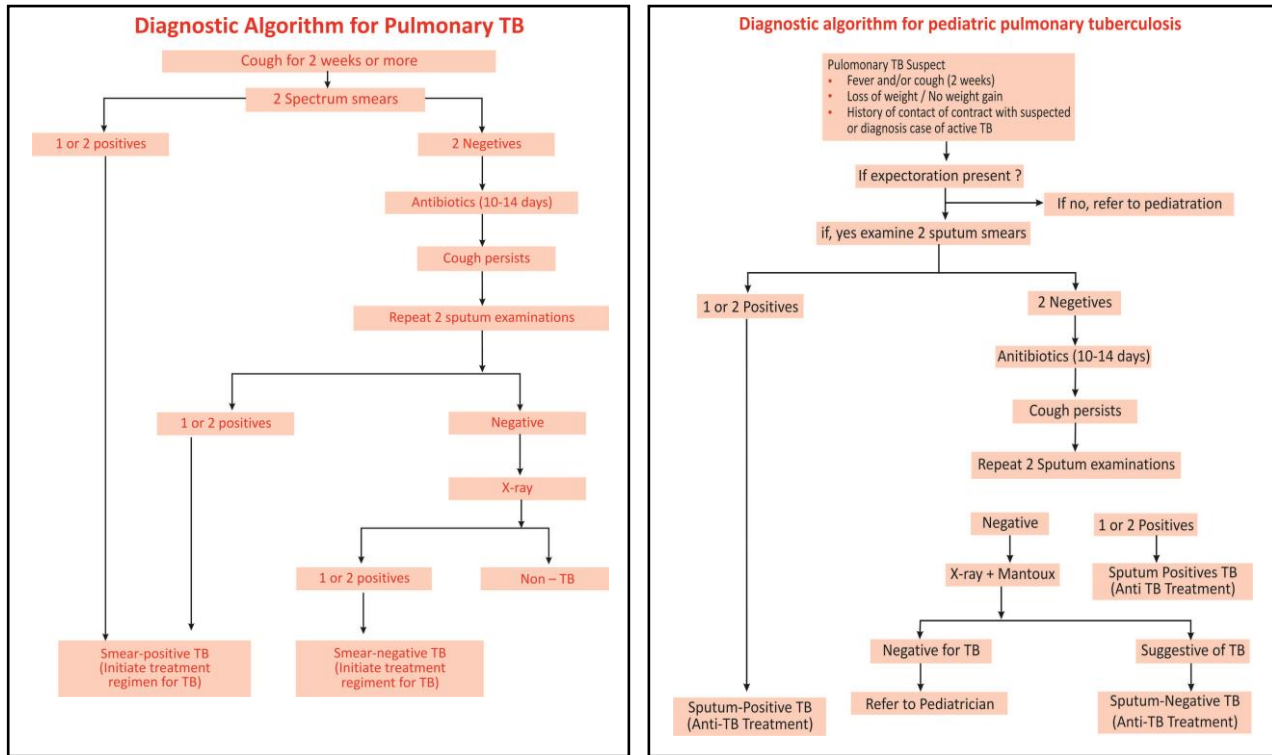 Diagnostic Algorithm for Pulmonary TB
Cough for 2 weeks or more
2 Spectrum smears
1 or 2 positives
2 Negetives
Antibiotics (10-14 days)
Cough persists
Repeat 2 sputum examinations
1 or 2 positives
Negative
X-ray
1 or 2 positives
Non – TB
Smear-positive TB
(Initiate treatment
regimen for TB)
Smear-negative TB
(Initiate treatment
regiment for TB)
Diagnostic algorithm for pediatric pulmonary tuberculosis
Pulomonary TB Suspect
• Fever and/or cough (2 weeks)
• Loss of weight / No weight gain
• History of contact of contract with suspected
or diagnosis case of active TB
If expectoration present ?
If no, refer to pediatration
if, yes examine 2 sputum smears
1 or 2 Positives
2 Negetives
Anitibiotics (10-14 days)
Cough persists
Repeat 2 Sputum examinations
Negative
1 or 2 Positives
X-ray + Mantoux
Sputum Positives TB
(Anti TB Treatment)
Negative for TB
Suggestive of TB
Sputum-Positive TB
(Anti-TB Treatment)
Refer to Pediatrician
Sputum-Negative TB
(Anti-TB Treatment)